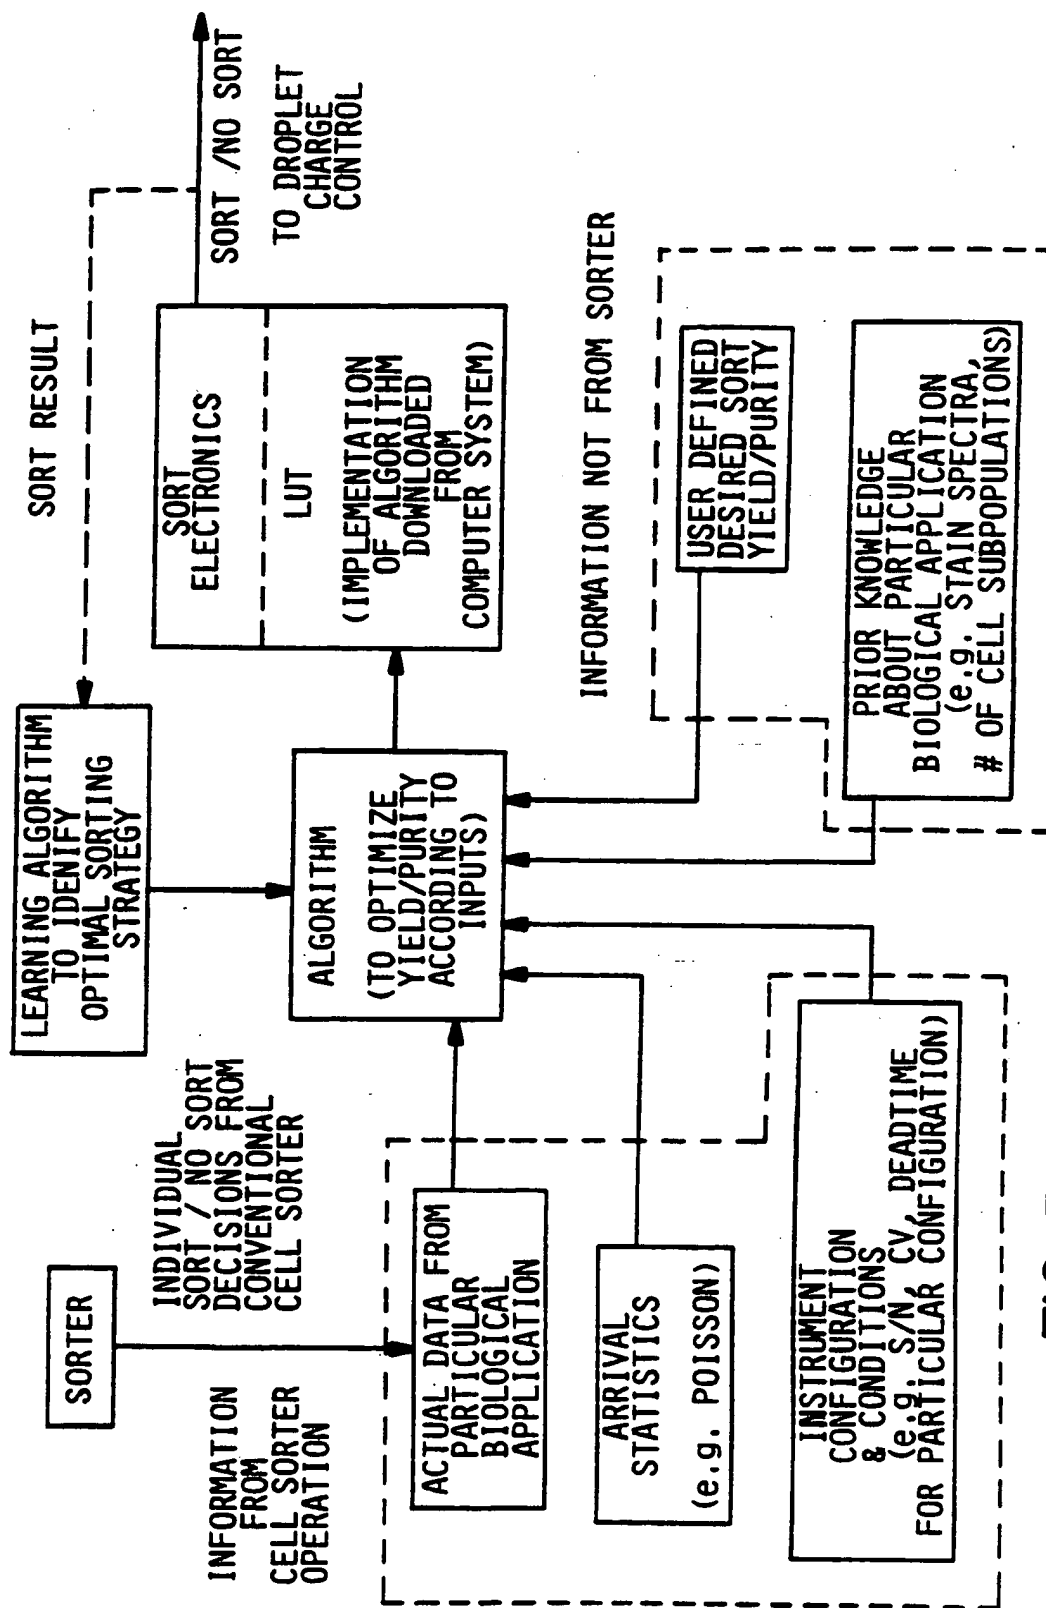 SORTER
INDIVIDUAL
SORT / NO SORT
DECISIONS FROM
CONVENTIONAL
CELL SORTER
INFORMATION
FROM
CELL SORTER
OPERATION
LEARNING ALGORITHM
TO IDENIFY
OPTIMAL SORTING
STRATEGY
SORT RESULT
SORT /NO SORT
TO DROPLET
CHARGE
CONTROL
SORT
ELECTRONICS
LUT
(IMPLEMENTATION
OF ALGORITHM
DOWNLOADED
FROM
COMPUTER SYSTEM)
ALGORITHM
(TO OPTIMIZE
YIELD/PURITY
ACCORDING TO
INPUTS)
ACTUAL DATA FROM
PARTICULAR
BIOLOGICAL
APPLICATION
ARRIVAL
STATISTICS
(e.g. POISSON)
INSTRUMENT
CONFIGURATION
& CONDITIONS
(e.g. S/N, CV, DEADTIME
FOR PARTICULAR CONFIGURATION)
INFORMATION NOT FROM SORTER
USER DEFINED
DESIRED SORT
YIELD/PURITY
PRIOR KNOWLEDGE
ABOUT PARTICULAR
BIOLOGICAL APPLICATION
(e.g. STAIN SPECTRA,
# OF CELL SUBPOPULATIONS)